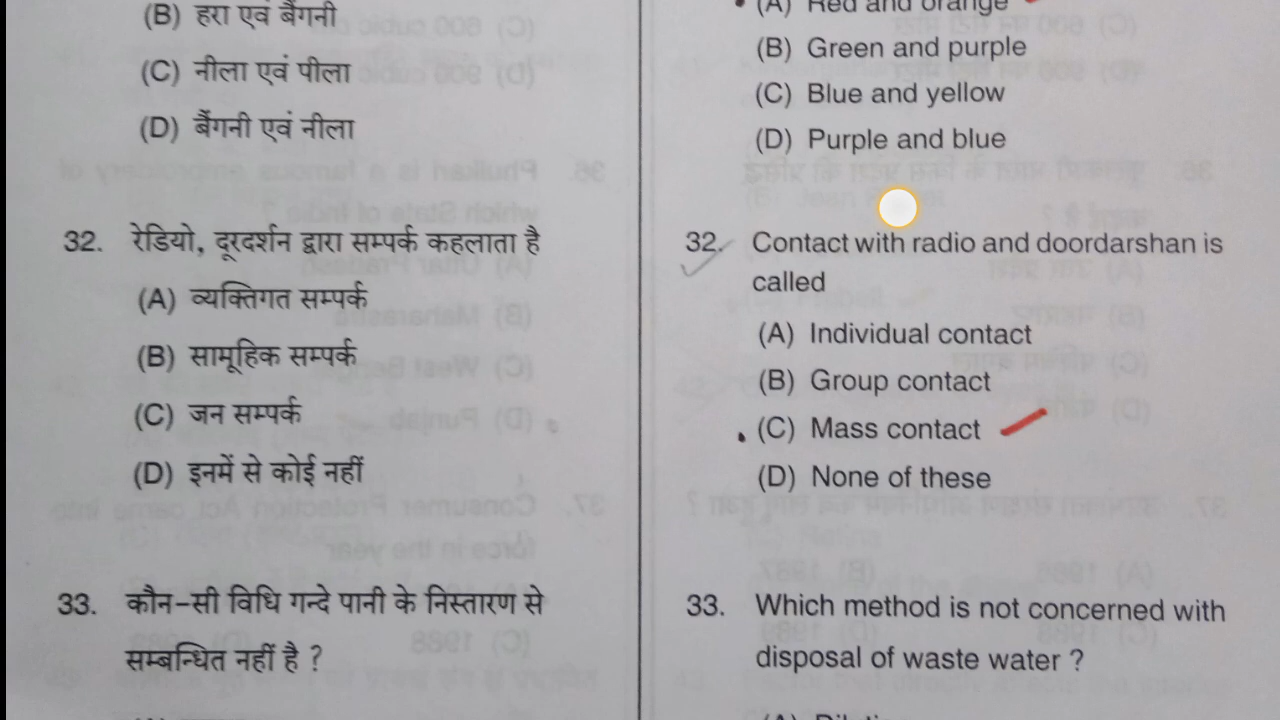 (B) हरा एवं बैंगनी
(C) नीला एवं पीला
(D) बैंगनी एवं नीला
32. रेडियो, दूरदर्शन द्वारा सम्पर्क कहलाता है
(A) व्यक्तिगत सम्पर्क
(B) सामूहिक सम्पर्क
(C) जन सम्पर्क
(D) इनमें से कोई नहीं
33. कौन-सी विधि गन्दे पानी के निस्तारण से
सम्बन्धित नहीं है ?
(A) Red and orange
(B) Green and purple
(C) Blue and yellow
(D) Purple and blue
32. Contact with radio and doordarshan is
called
(A) Individual contact
(B) Group contact
(C) Mass contact
(D) None of these
33. Which method is not concerned with
disposal of waste water ?